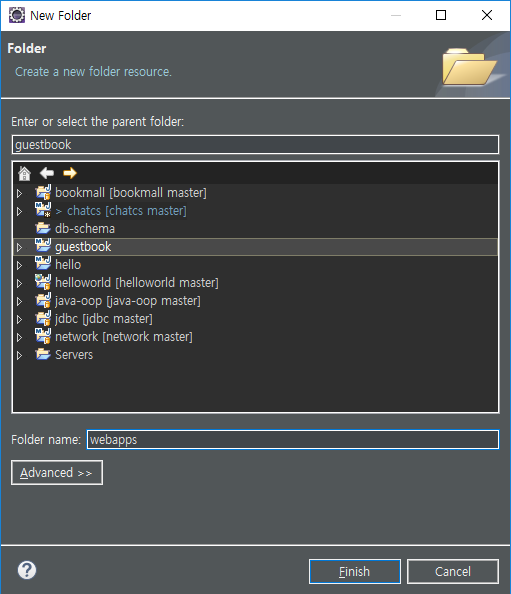 New Folder
Folder
Create a new folder resource.
Enter or select the parent folder:
guestbook
bookmall [bookmall master]
> chatcs [chatcs master]
db-schema
guestbook
hello
helloworld [helloworld master]
java-oop [java-oop master]
jdbc [jdbc master]
network [network master]
Servers
Folder name: webapps
Advanced >>
? Finish Cancel